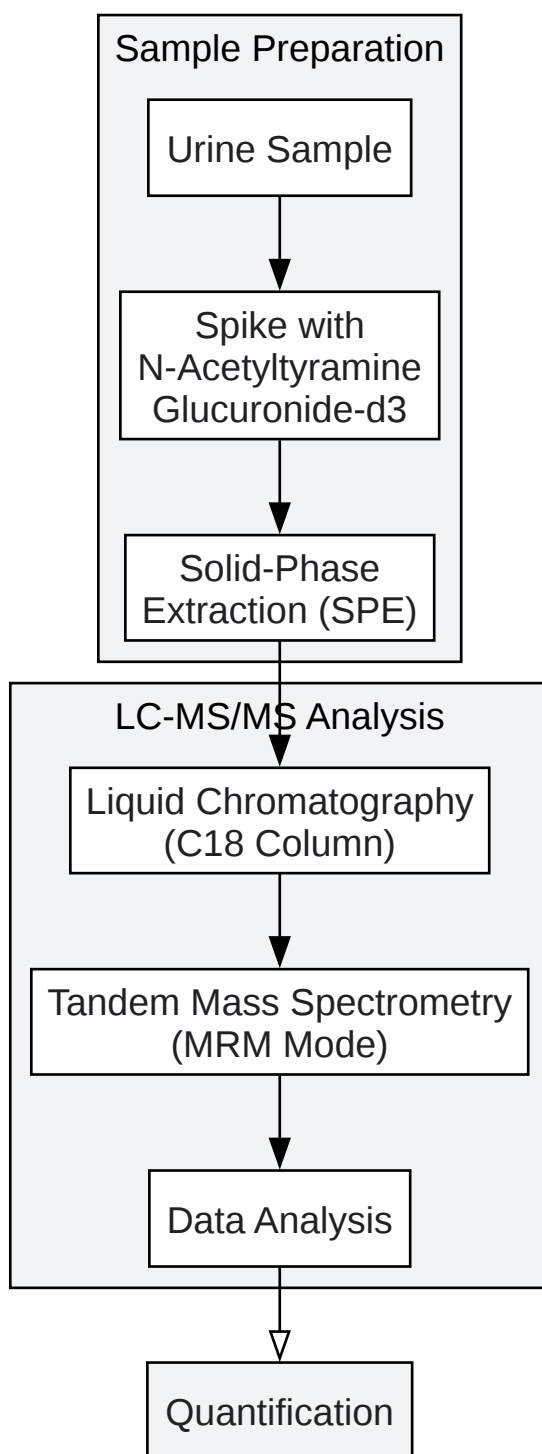 Sample Preparation
Urine Sample
Spike with
N-Acetyltyramine
Glucuronide-d3
Solid-Phase
Extraction (SPE)
LC-MS/MS Analysis
Liquid Chromatography
(C18 Column)
Tandem Mass Spectrometry
(MRM Mode)
Data Analysis
Quantification